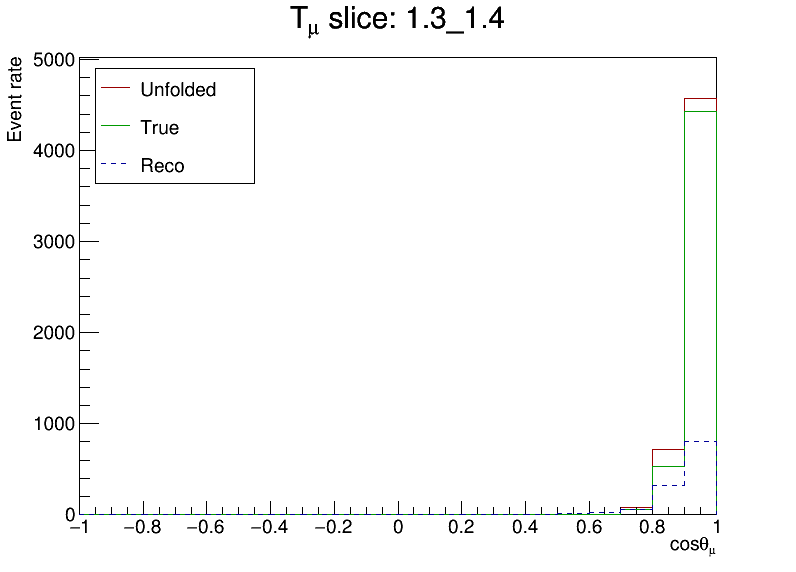 Tμ slice: 1.3_1.4
Event rate
5000
4000
3000
2000
1000
0
Unfolded
True
Reco
−1 −0.8 −0.6 −0.4 −0.2 0 0.2 0.4 0.6 0.8 1
cosθμ